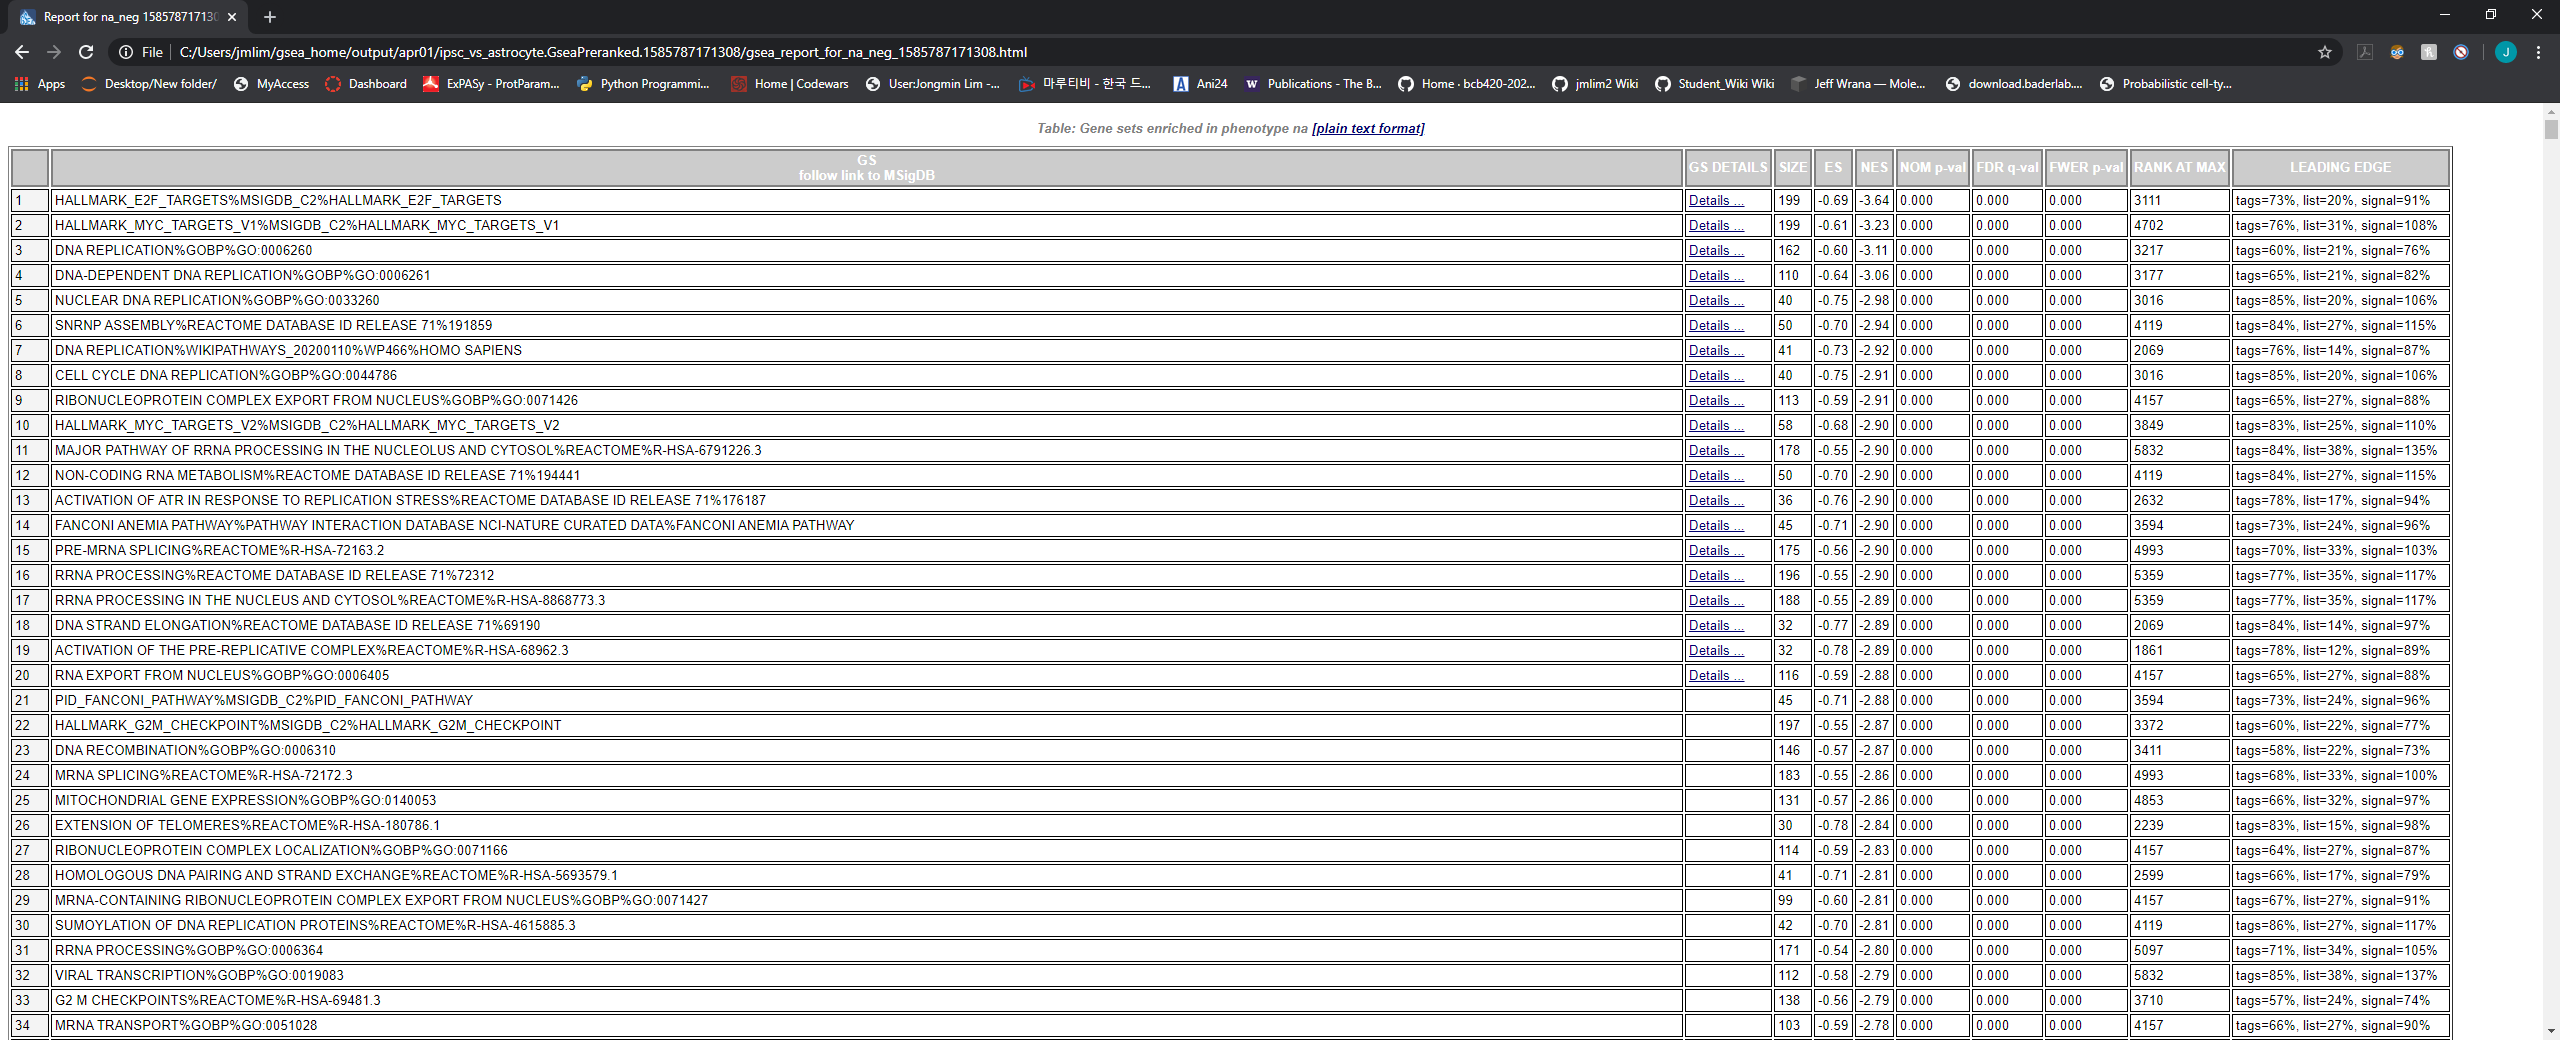 Report for na_neg 158578717130
File C:/Users/jmlim/gsea_home/output/apr01/ipsc_vs_astrocyte.GseaPreranked.1585787171308/gsea_report_for_na_neg_1585787171308.html
Apps Desktop/New folder/ MyAccess Dashboard ExPASy - ProtParam... Python Programmi... Home | Codewars User:Jongmin Lim -... 마루티비 - 한국 드... Ani24 Publications - The B... Home · bcb420-202... jmlim2 Wiki Student_Wiki Wiki Jeff Wrana — Mole... download.baderlab.... Probabilistic cell-ty...
Table: Gene sets enriched in phenotype na [plain text format]
GS
follow link to MSigDB GS DETAILS SIZE ES NES NOM p-val FDR q-val FWER p-val RANK AT MAX LEADING EDGE
1 HALLMARK_E2F_TARGETS%MSIGDB_C2%HALLMARK_E2F_TARGETS Details ... 199 -0.69 -3.64 0.000 0.000 0.000 3111 tags=73%, list=20%, signal=91%
2 HALLMARK_MYC_TARGETS_V1%MSIGDB_C2%HALLMARK_MYC_TARGETS_V1 Details ... 199 -0.61 -3.23 0.000 0.000 0.000 4702 tags=76%, list=31%, signal=108%
3 DNA REPLICATION%GOBP%GO:0006260 Details ... 162 -0.60 -3.11 0.000 0.000 0.000 3217 tags=60%, list=21%, signal=76%
4 DNA-DEPENDENT DNA REPLICATION%GOBP%GO:0006261 Details ... 110 -0.64 -3.06 0.000 0.000 0.000 3177 tags=65%, list=21%, signal=82%
5 NUCLEAR DNA REPLICATION%GOBP%GO:0033260 Details ... 40 -0.75 -2.98 0.000 0.000 0.000 3016 tags=85%, list=20%, signal=106%
6 SNRNP ASSEMBLY%REACTOME DATABASE ID RELEASE 71%191859 Details ... 50 -0.70 -2.94 0.000 0.000 0.000 4119 tags=84%, list=27%, signal=115%
7 DNA REPLICATION%WIKIPATHWAYS_20200110%WP466%HOMO SAPIENS Details ... 41 -0.73 -2.92 0.000 0.000 0.000 2069 tags=76%, list=14%, signal=87%
8 CELL CYCLE DNA REPLICATION%GOBP%GO:0044786 Details ... 40 -0.75 -2.91 0.000 0.000 0.000 3016 tags=85%, list=20%, signal=106%
9 RIBONUCLEOPROTEIN COMPLEX EXPORT FROM NUCLEUS%GOBP%GO:0071426 Details ... 113 -0.59 -2.91 0.000 0.000 0.000 4157 tags=65%, list=27%, signal=88%
10 HALLMARK_MYC_TARGETS_V2%MSIGDB_C2%HALLMARK_MYC_TARGETS_V2 Details ... 58 -0.68 -2.90 0.000 0.000 0.000 3849 tags=83%, list=25%, signal=110%
11 MAJOR PATHWAY OF RRNA PROCESSING IN THE NUCLEOLUS AND CYTOSOL%REACTOME%R-HSA-6791226.3 Details ... 178 -0.55 -2.90 0.000 0.000 0.000 5832 tags=84%, list=38%, signal=135%
12 NON-CODING RNA METABOLISM%REACTOME DATABASE ID RELEASE 71%194441 Details ... 50 -0.70 -2.90 0.000 0.000 0.000 4119 tags=84%, list=27%, signal=115%
13 ACTIVATION OF ATR IN RESPONSE TO REPLICATION STRESS%REACTOME DATABASE ID RELEASE 71%176187 Details ... 36 -0.76 -2.90 0.000 0.000 0.000 2632 tags=78%, list=17%, signal=94%
14 FANCONI ANEMIA PATHWAY%PATHWAY INTERACTION DATABASE NCI-NATURE CURATED DATA%FANCONI ANEMIA PATHWAY Details ... 45 -0.71 -2.90 0.000 0.000 0.000 3594 tags=73%, list=24%, signal=96%
15 PRE-MRNA SPLICING%REACTOME%R-HSA-72163.2 Details ... 175 -0.56 -2.90 0.000 0.000 0.000 4993 tags=70%, list=33%, signal=103%
16 RRNA PROCESSING%REACTOME DATABASE ID RELEASE 71%72312 Details ... 196 -0.55 -2.90 0.000 0.000 0.000 5359 tags=77%, list=35%, signal=117%
17 RRNA PROCESSING IN THE NUCLEUS AND CYTOSOL%REACTOME%R-HSA-8868773.3 Details ... 188 -0.55 -2.89 0.000 0.000 0.000 5359 tags=77%, list=35%, signal=117%
18 DNA STRAND ELONGATION%REACTOME DATABASE ID RELEASE 71%69190 Details ... 32 -0.77 -2.89 0.000 0.000 0.000 2069 tags=84%, list=14%, signal=97%
19 ACTIVATION OF THE PRE-REPLICATIVE COMPLEX%REACTOME%R-HSA-68962.3 Details ... 32 -0.78 -2.89 0.000 0.000 0.000 1861 tags=78%, list=12%, signal=89%
20 RNA EXPORT FROM NUCLEUS%GOBP%GO:0006405 Details ... 116 -0.59 -2.88 0.000 0.000 0.000 4157 tags=65%, list=27%, signal=88%
21 PID_FANCONI_PATHWAY%MSIGDB_C2%PID_FANCONI_PATHWAY 45 -0.71 -2.88 0.000 0.000 0.000 3594 tags=73%, list=24%, signal=96%
22 HALLMARK_G2M_CHECKPOINT%MSIGDB_C2%HALLMARK_G2M_CHECKPOINT 197 -0.55 -2.87 0.000 0.000 0.000 3372 tags=60%, list=22%, signal=77%
23 DNA RECOMBINATION%GOBP%GO:0006310 146 -0.57 -2.87 0.000 0.000 0.000 3411 tags=58%, list=22%, signal=73%
24 MRNA SPLICING%REACTOME%R-HSA-72172.3 183 -0.55 -2.86 0.000 0.000 0.000 4993 tags=68%, list=33%, signal=100%
25 MITOCHONDRIAL GENE EXPRESSION%GOBP%GO:0140053 131 -0.57 -2.86 0.000 0.000 0.000 4853 tags=66%, list=32%, signal=97%
26 EXTENSION OF TELOMERES%REACTOME%R-HSA-180786.1 30 -0.78 -2.84 0.000 0.000 0.000 2239 tags=83%, list=15%, signal=98%
27 RIBONUCLEOPROTEIN COMPLEX LOCALIZATION%GOBP%GO:0071166 114 -0.59 -2.83 0.000 0.000 0.000 4157 tags=64%, list=27%, signal=87%
28 HOMOLOGOUS DNA PAIRING AND STRAND EXCHANGE%REACTOME%R-HSA-5693579.1 41 -0.71 -2.81 0.000 0.000 0.000 2599 tags=66%, list=17%, signal=79%
29 MRNA-CONTAINING RIBONUCLEOPROTEIN COMPLEX EXPORT FROM NUCLEUS%GOBP%GO:0071427 99 -0.60 -2.81 0.000 0.000 0.000 4157 tags=67%, list=27%, signal=91%
30 SUMOYLATION OF DNA REPLICATION PROTEINS%REACTOME%R-HSA-4615885.3 42 -0.70 -2.81 0.000 0.000 0.000 4119 tags=86%, list=27%, signal=117%
31 RRNA PROCESSING%GOBP%GO:0006364 171 -0.54 -2.80 0.000 0.000 0.000 5097 tags=71%, list=34%, signal=105%
32 VIRAL TRANSCRIPTION%GOBP%GO:0019083 112 -0.58 -2.79 0.000 0.000 0.000 5832 tags=85%, list=38%, signal=137%
33 G2 M CHECKPOINTS%REACTOME%R-HSA-69481.3 138 -0.56 -2.79 0.000 0.000 0.000 3710 tags=57%, list=24%, signal=74%
34 MRNA TRANSPORT%GOBP%GO:0051028 103 -0.59 -2.78 0.000 0.000 0.000 4157 tags=66%, list=27%, signal=90%